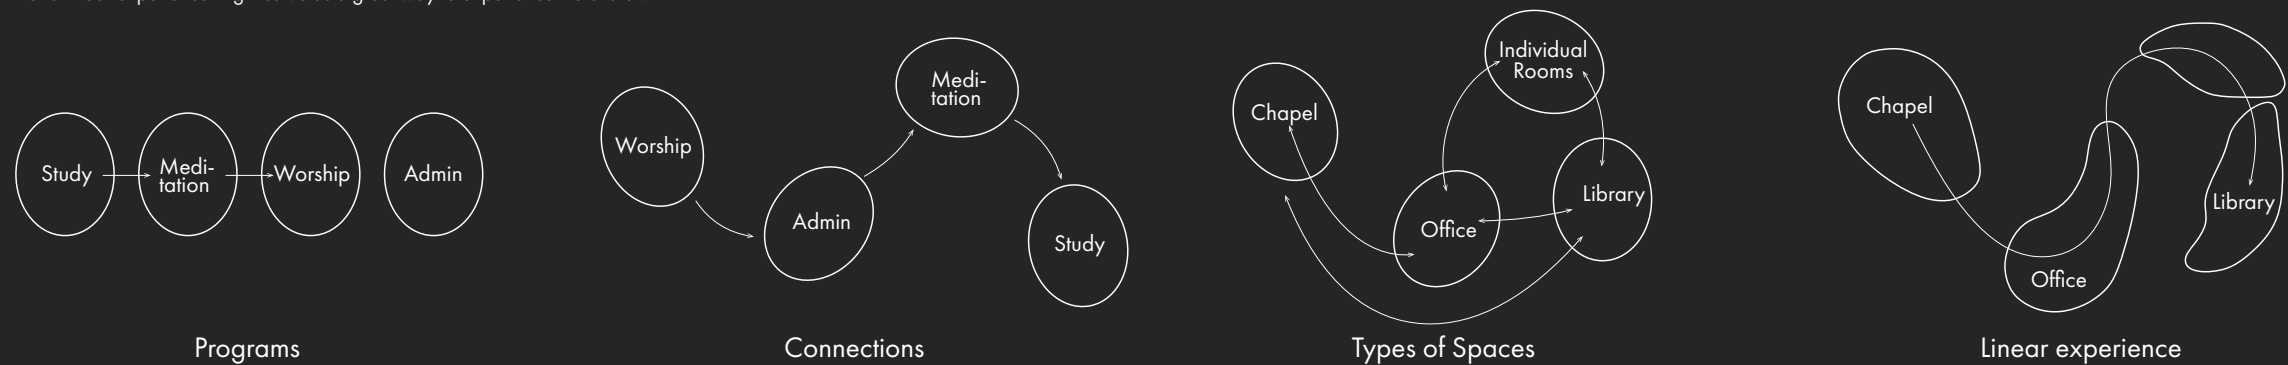 Study
Medi-
tation
Worship
Admin
Programs
Worship
Admin
Medi-
tation
Study
Connections
Chapel
Individual
Rooms
Office
Library
Types of Spaces
Chapel
Office
Library
Linear experience